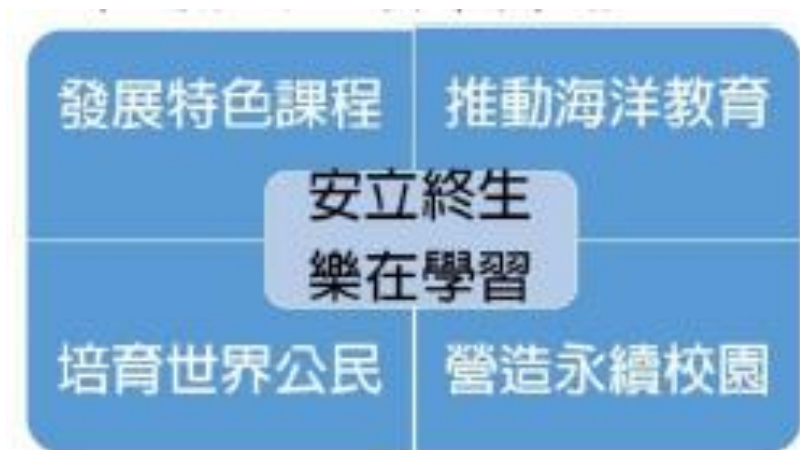 發展特色課程
推動海洋教育
安立終生
樂在學習
培育世界公民
營造永續校園